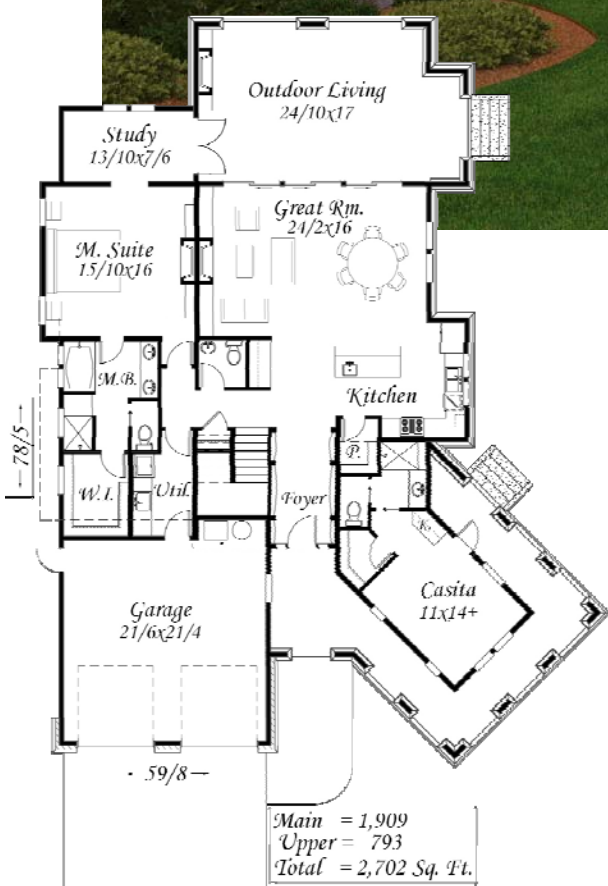 Outdoor Living
24/10x17
Study
13/10x7/6
Great Rm.
24/2x16
M. Suite
15/10x16
M.B.
Kitchen
78/5
P.
W.I.
Util.
Foyer
K.
Casita
11x14+
Garage
21/6x21/4
59/8
Main = 1,909
Upper = 793
Total = 2,702 Sq. Ft.